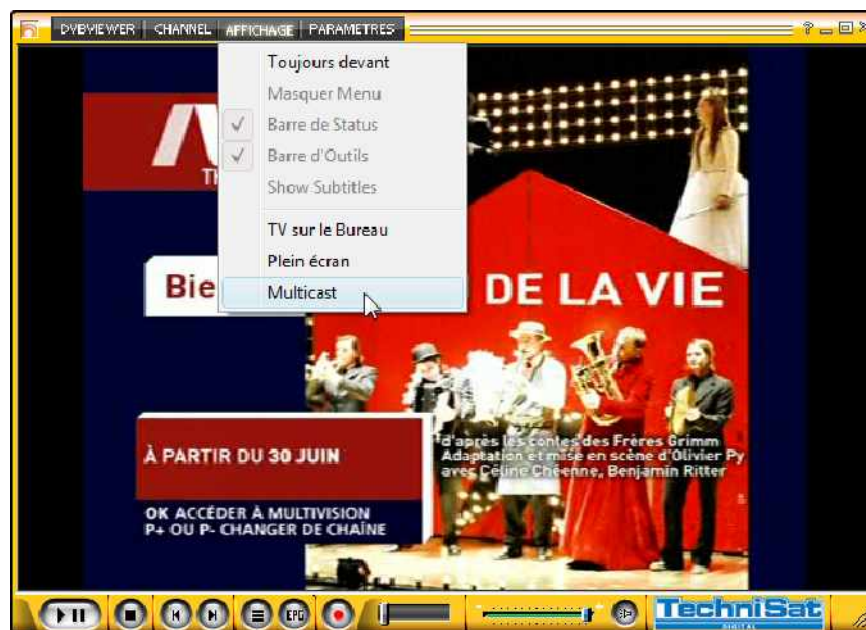 DVBVIEWER CHANNEL AFFICHAGE PARAMETRES
Toujours devant
Masquer Menu
Barre de Status
Barre d'Outils
Show Subtitles
TV sur le Bureau
Plein écran
Multicast
Bie
DE LA VIE
d'après les contes des Frères Grimm
Adaptation et mise en scène d'Olivier Py
avec Céline Chéenne, Benjamin Ritter
À PARTIR DU 30 JUIN
OK ACCÉDER À MULTIVISION
P+ OU P- CHANGER DE CHAÎNE
EPG
TechniSat
DIGITAL